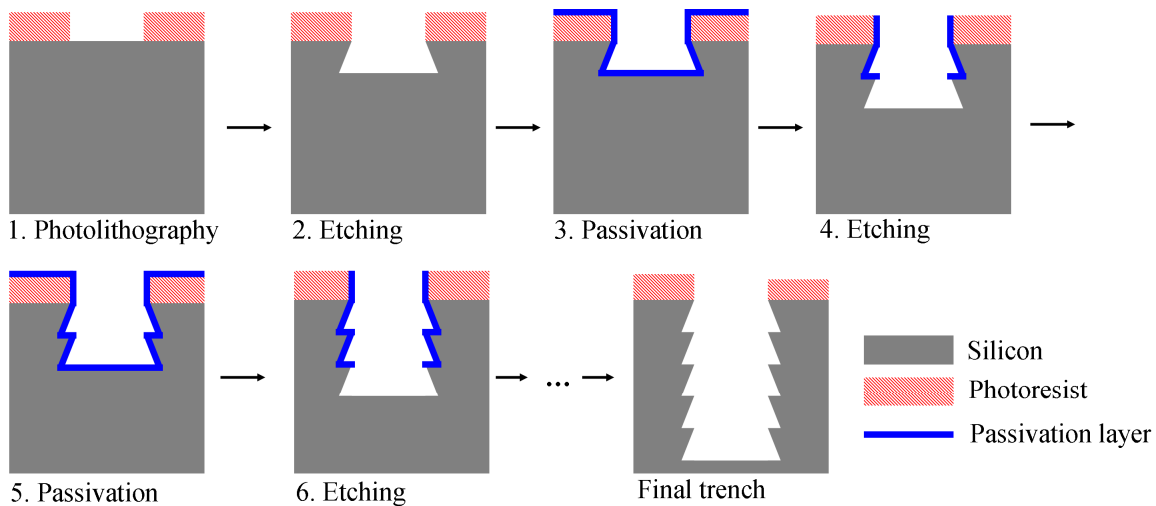 1. Photolithography
2. Etching
3. Passivation
4. Etching
5. Passivation
6. Etching
...
Final trench
Silicon
Photoresist
Passivation layer